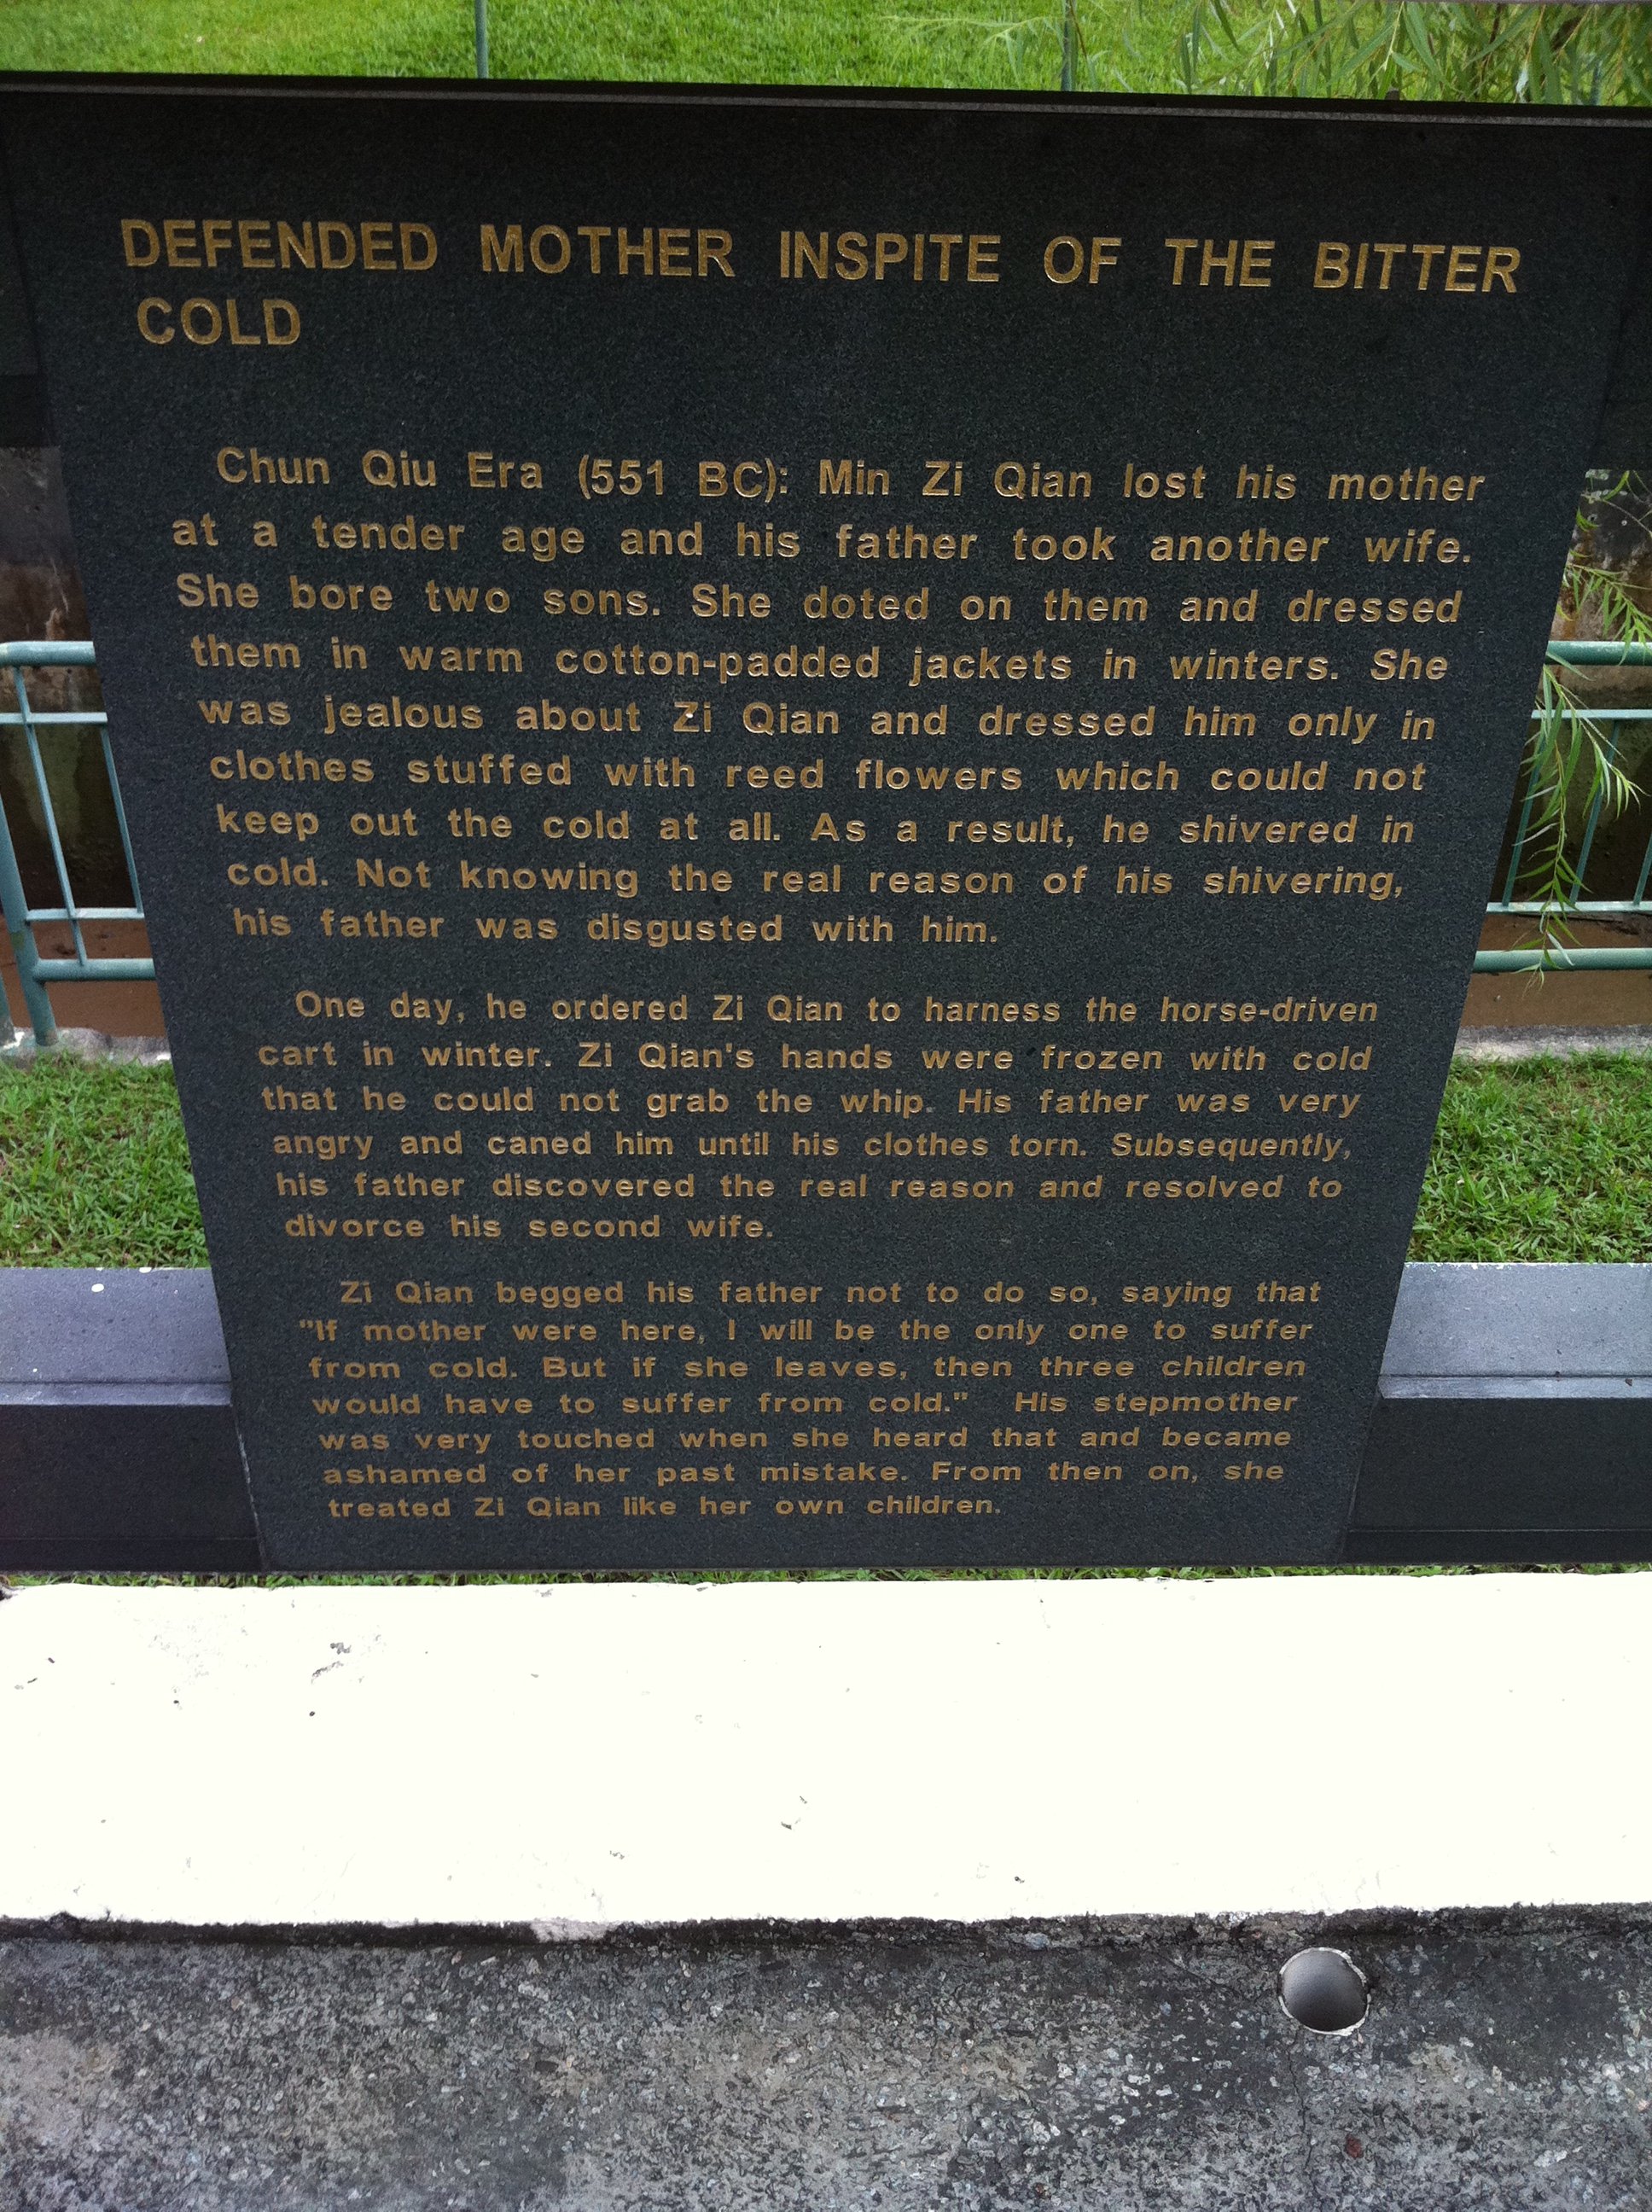 DEFENDED MOTHER INSPITE OF THE BITTER
COLD
Chun Qiu Era (551 BC): Min Zi Qian lost his mother
at a tender age and his father took another wife.
She bore two sons. She doted on them and dressed
them in warm cotton-padded jackets in winters. She
was jealous about Zi Qian and dressed him only in
clothes stuffed with reed flowers which could not
keep out the cold at all. As a result, he shivered in
cold. Not knowing the real reason of his shivering,
his father was disgusted with him.
One day, he ordered Zi Qian to harness the horse-driven
cart in winter. Zi Qian's hands were frozen with cold
that he could not grab the whip. His father was very
angry and caned him until his clothes torn. Subsequently,
his father discovered the real reason and resolved to
divorce his second wife.
Zi Qian begged his father not to do so, saying that
"If mother were here, I will be the only one to suffer
from cold. But if she leaves, then three children
would have to suffer from cold." His stepmother
was very touched when she heard that and became
ashamed of her past mistake. From then on, she
treated Zi Qian like her own children.